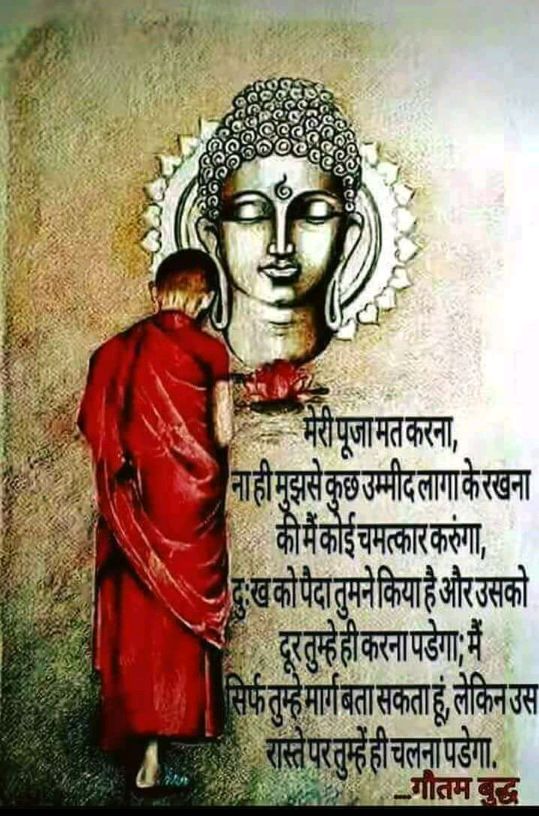 मेरी पूजा मत करना,
ना ही मुझसे कुछ उम्मीद लागा के रखना
की मैं कोई चमत्कार करुंगा,
दु:ख को पैदा तुमने किया है और उसको
दूर तुम्हे ही करना पडेगा; मैं
सिर्फ तुम्हे मार्ग बता सकता हूं, लेकिन उस
रास्ते पर तुम्हें ही चलना पडेगा.
_गौतम बुद्ध